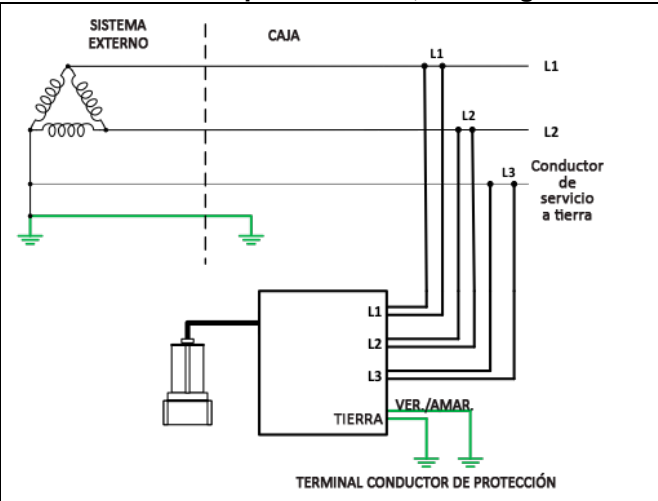 SISTEMA
EXTERNO
CAJA
L1
L1
L2
L2
L3
Conductor
de
servicio
a tierra
L1
L2
L3
VER./AMAR.
TIERRA
TERMINAL CONDUCTOR DE PROTECCIÓN